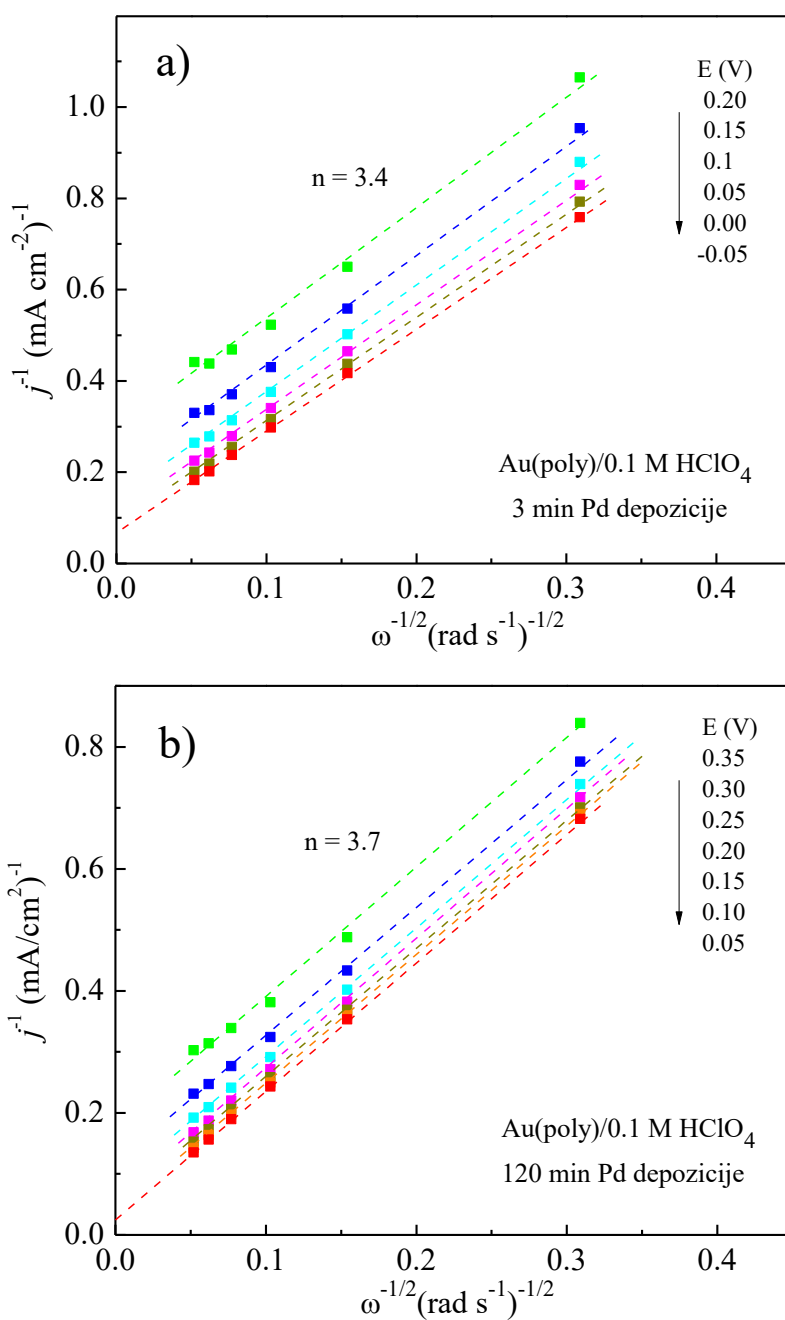 a)
E (V)
0.20
0.15
0.1
0.05
0.00
-0.05
n = 3.4
1.0
0.8
0.6
0.4
0.2
0.0
j⁻¹ (mA cm⁻²)⁻¹
Au(poly)/0.1 M HClO₄
3 min Pd depozicije
0.0 0.1 0.2 0.3 0.4
ω⁻¹/²(rad s⁻¹)⁻¹/²
b)
E (V)
0.35
0.30
0.25
0.20
0.15
0.10
0.05
n = 3.7
0.8
0.6
0.4
0.2
0.0
j⁻¹ (mA/cm²)⁻¹
Au(poly)/0.1 M HClO₄
120 min Pd depozicije
0.0 0.1 0.2 0.3 0.4
ω⁻¹/²(rad s⁻¹)⁻¹/²